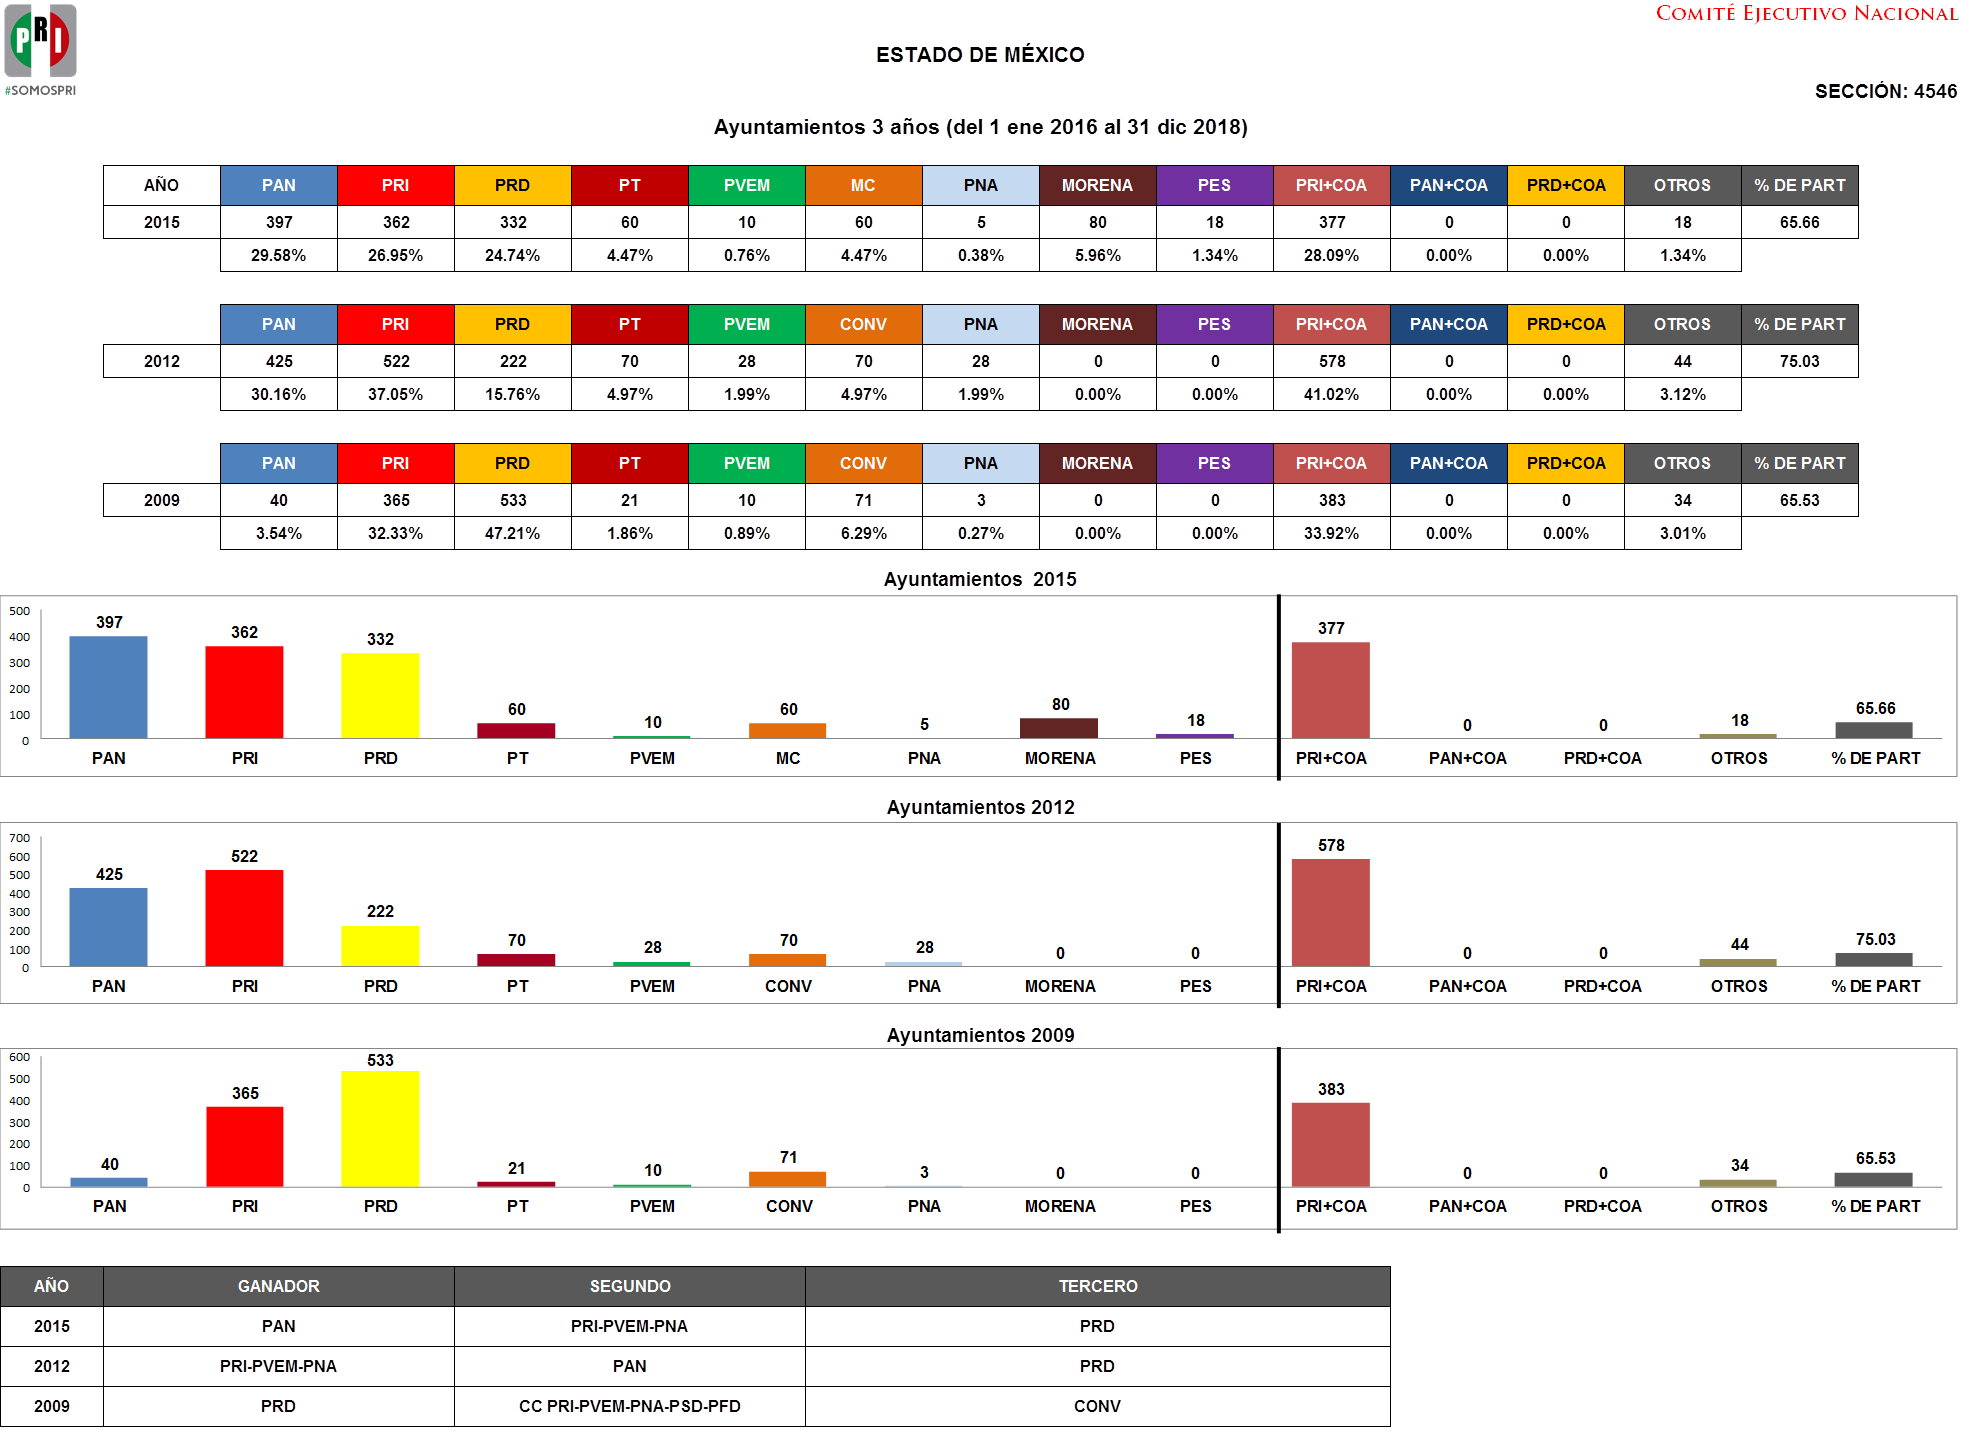 PRI
#SOMOSPRI
COMITÉ EJECUTIVO NACIONAL
ESTADO DE MÉXICO
SECCIÓN: 4546
Ayuntamientos 3 años (del 1 ene 2016 al 31 dic 2018)
AÑO PAN PRI PRD PT PVEM MC PNA MORENA PES PRI+COA PAN+COA PRD+COA OTROS % DE PART
2015 397 362 332 60 10 60 5 80 18 377 0 0 18 65.66
29.58% 26.95% 24.74% 4.47% 0.76% 4.47% 0.38% 5.96% 1.34% 28.09% 0.00% 0.00% 1.34%
PAN PRI PRD PT PVEM CONV PNA MORENA PES PRI+COA PAN+COA PRD+COA OTROS % DE PART
2012 425 522 222 70 28 70 28 0 0 578 0 0 44 75.03
30.16% 37.05% 15.76% 4.97% 1.99% 4.97% 1.99% 0.00% 0.00% 41.02% 0.00% 0.00% 3.12%
PAN PRI PRD PT PVEM CONV PNA MORENA PES PRI+COA PAN+COA PRD+COA OTROS % DE PART
2009 40 365 533 21 10 71 3 0 0 383 0 0 34 65.53
3.54% 32.33% 47.21% 1.86% 0.89% 6.29% 0.27% 0.00% 0.00% 33.92% 0.00% 0.00% 3.01%
Ayuntamientos 2015
500
400
300
200
100
0
397 362 332 60 10 60 5 80 18 377 0 0 18 65.66
PAN PRI PRD PT PVEM MC PNA MORENA PES PRI+COA PAN+COA PRD+COA OTROS % DE PART
Ayuntamientos 2012
700
600
500
400
300
200
100
0
425 522 222 70 28 70 28 0 0 578 0 0 44 75.03
PAN PRI PRD PT PVEM CONV PNA MORENA PES PRI+COA PAN+COA PRD+COA OTROS % DE PART
Ayuntamientos 2009
600
500
400
300
200
100
0
40 365 533 21 10 71 3 0 0 383 0 0 34 65.53
PAN PRI PRD PT PVEM CONV PNA MORENA PES PRI+COA PAN+COA PRD+COA OTROS % DE PART
AÑO GANADOR SEGUNDO TERCERO
2015 PAN PRI-PVEM-PNA PRD
2012 PRI-PVEM-PNA PAN PRD
2009 PRD CC PRI-PVEM-PNA-PSD-PFD CONV